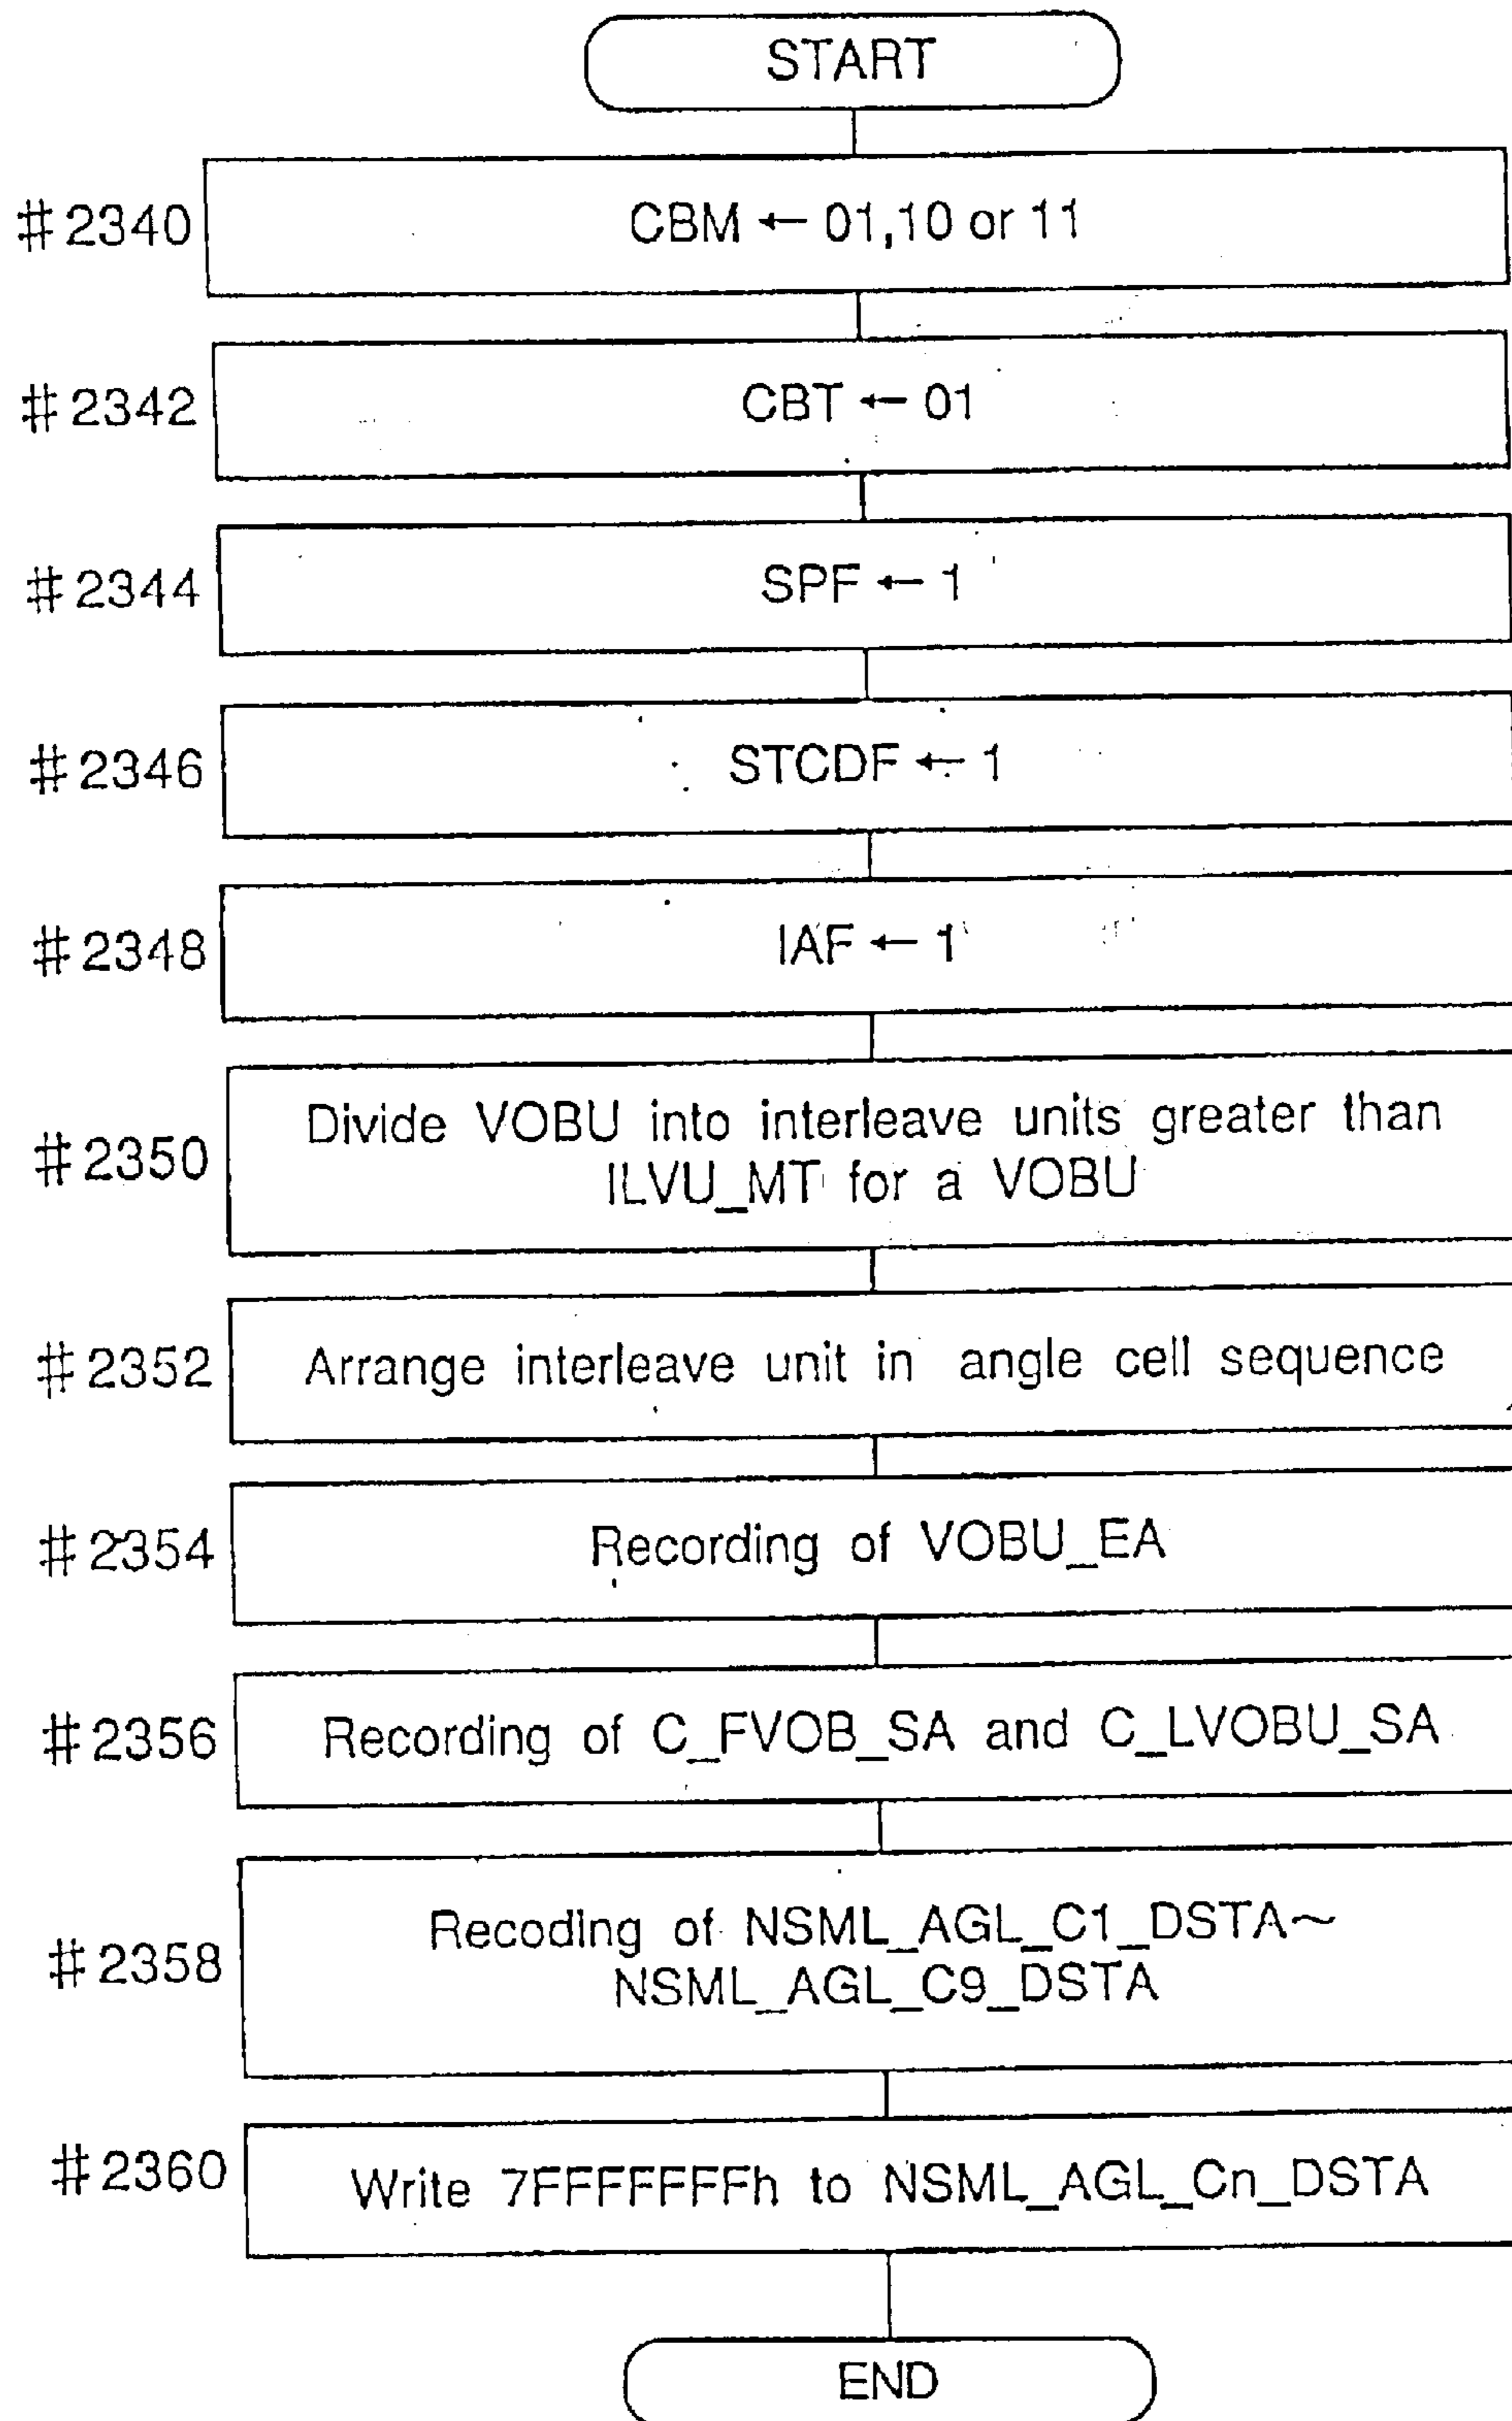 START
#2340
CBM ← 01,10 or 11
#2342
CBT ← 01
#2344
SPF ← 1
#2346
STCDF ← 1
#2348
IAF ← 1
#2350
Divide VOBU into interleave units greater than
ILVU_MT for a VOBU
#2352
Arrange interleave unit in angle cell sequence
#2354
Recording of VOBU_EA
#2356
Recording of C_FVOB_SA and C_LVOBU_SA
#2358
Recoding of NSML_AGL_C1_DSTA~
NSML_AGL_C9_DSTA
#2360
Write 7FFFFFFFh to NSML_AGL_Cn_DSTA
END